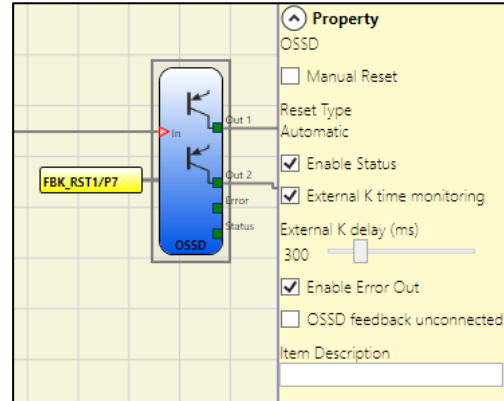 Property
OSSD
Manual Reset
Reset Type
Automatic
Enable Status
External K time monitoring
External K delay (ms)
300
Enable Error Out
OSSD feedback unconnected
Item Description
In
Out 1
Out 2
Error
Status
OSSD
FBK_RST1/P7